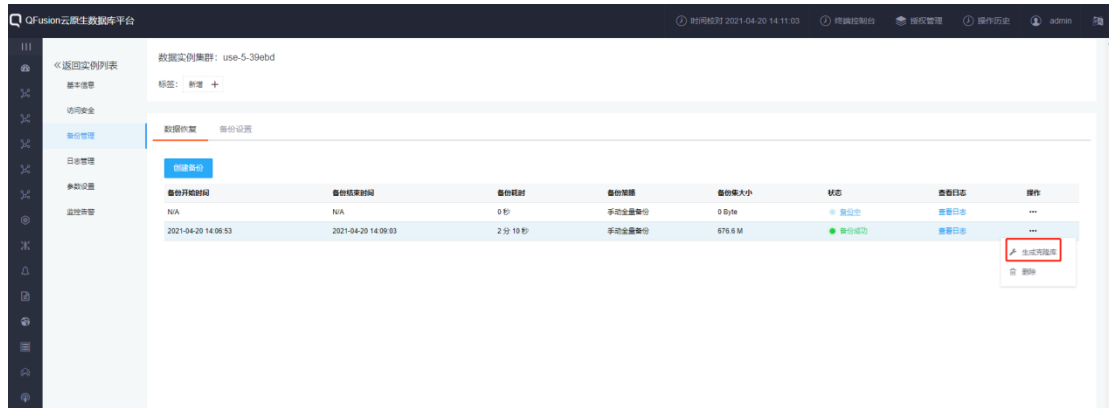 QFusion云原生数据库平台 时间校对 2021-04-20 14:11:03 终端控制台 授权管理 操作历史 admin
≪返回实例列表
基本信息
访问安全
备份管理
日志管理
参数设置
监控告警
数据实例集群: use-5-39ebd
标签: 新增 +
数据恢复 备份设置
创建备份
备份开始时间 备份结束时间 备份耗时 备份策略 备份集大小 状态 查看日志 操作
N/A N/A 0 秒 手动全量备份 0 Byte 备份中 查看日志 •••
2021-04-20 14:06:53 2021-04-20 14:09:03 2 分 10 秒 手动全量备份 676.6 M 备份成功 查看日志 •••
生成克隆库
删除